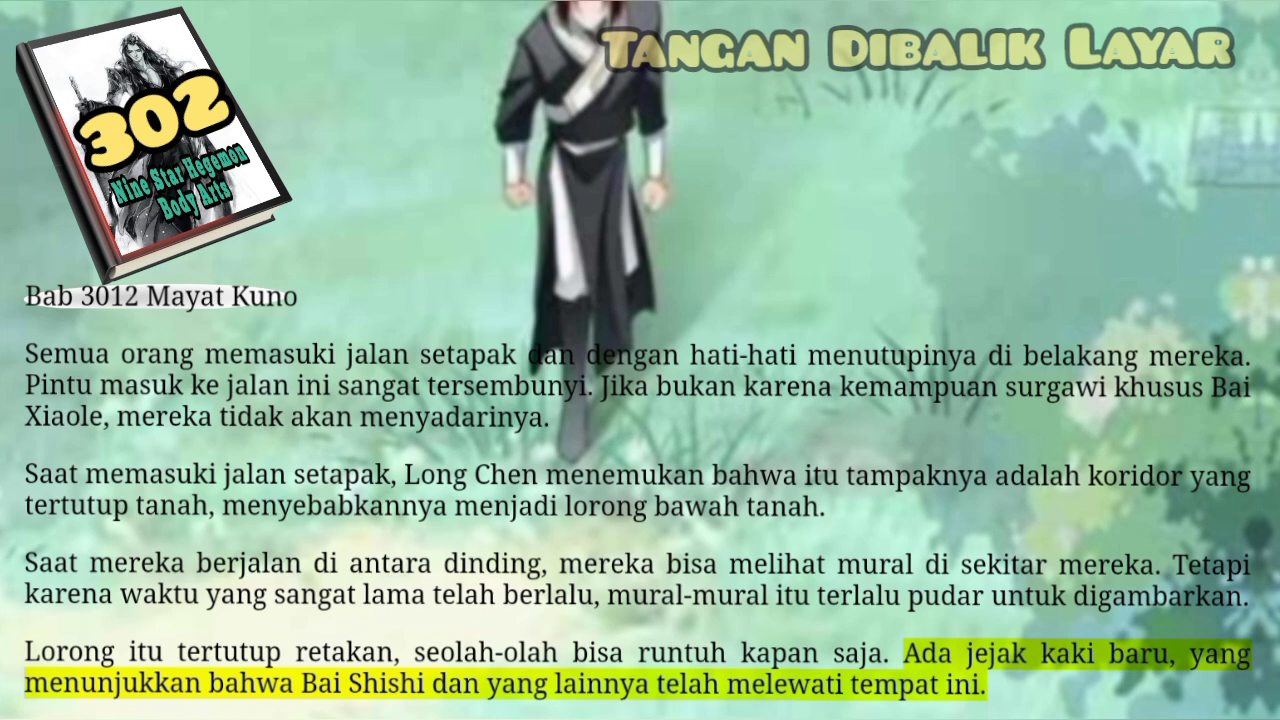 TANGAN DIBALIK LAYAR
302
Nine Star Hegemon
Body Arts
Bab 3012 Mayat Kuno
Semua orang memasuki jalan setapak dan dengan hati-hati menutupinya di belakang mereka.
Pintu masuk ke jalan ini sangat tersembunyi. Jika bukan karena kemampuan surgawi khusus Bai
Xiaole, mereka tidak akan menyadarinya.
Saat memasuki jalan setapak, Long Chen menemukan bahwa itu tampaknya adalah koridor yang
tertutup tanah, menyebabkannya menjadi lorong bawah tanah.
Saat mereka berjalan di antara dinding, mereka bisa melihat mural di sekitar mereka. Tetapi
karena waktu yang sangat lama telah berlalu, mural-mural itu terlalu pudar untuk digambarkan.
Lorong itu tertutup retakan, seolah-olah bisa runtuh kapan saja. Ada jejak kaki baru, yang
menunjukkan bahwa Bai Shishi dan yang lainnya telah melewati tempat ini.